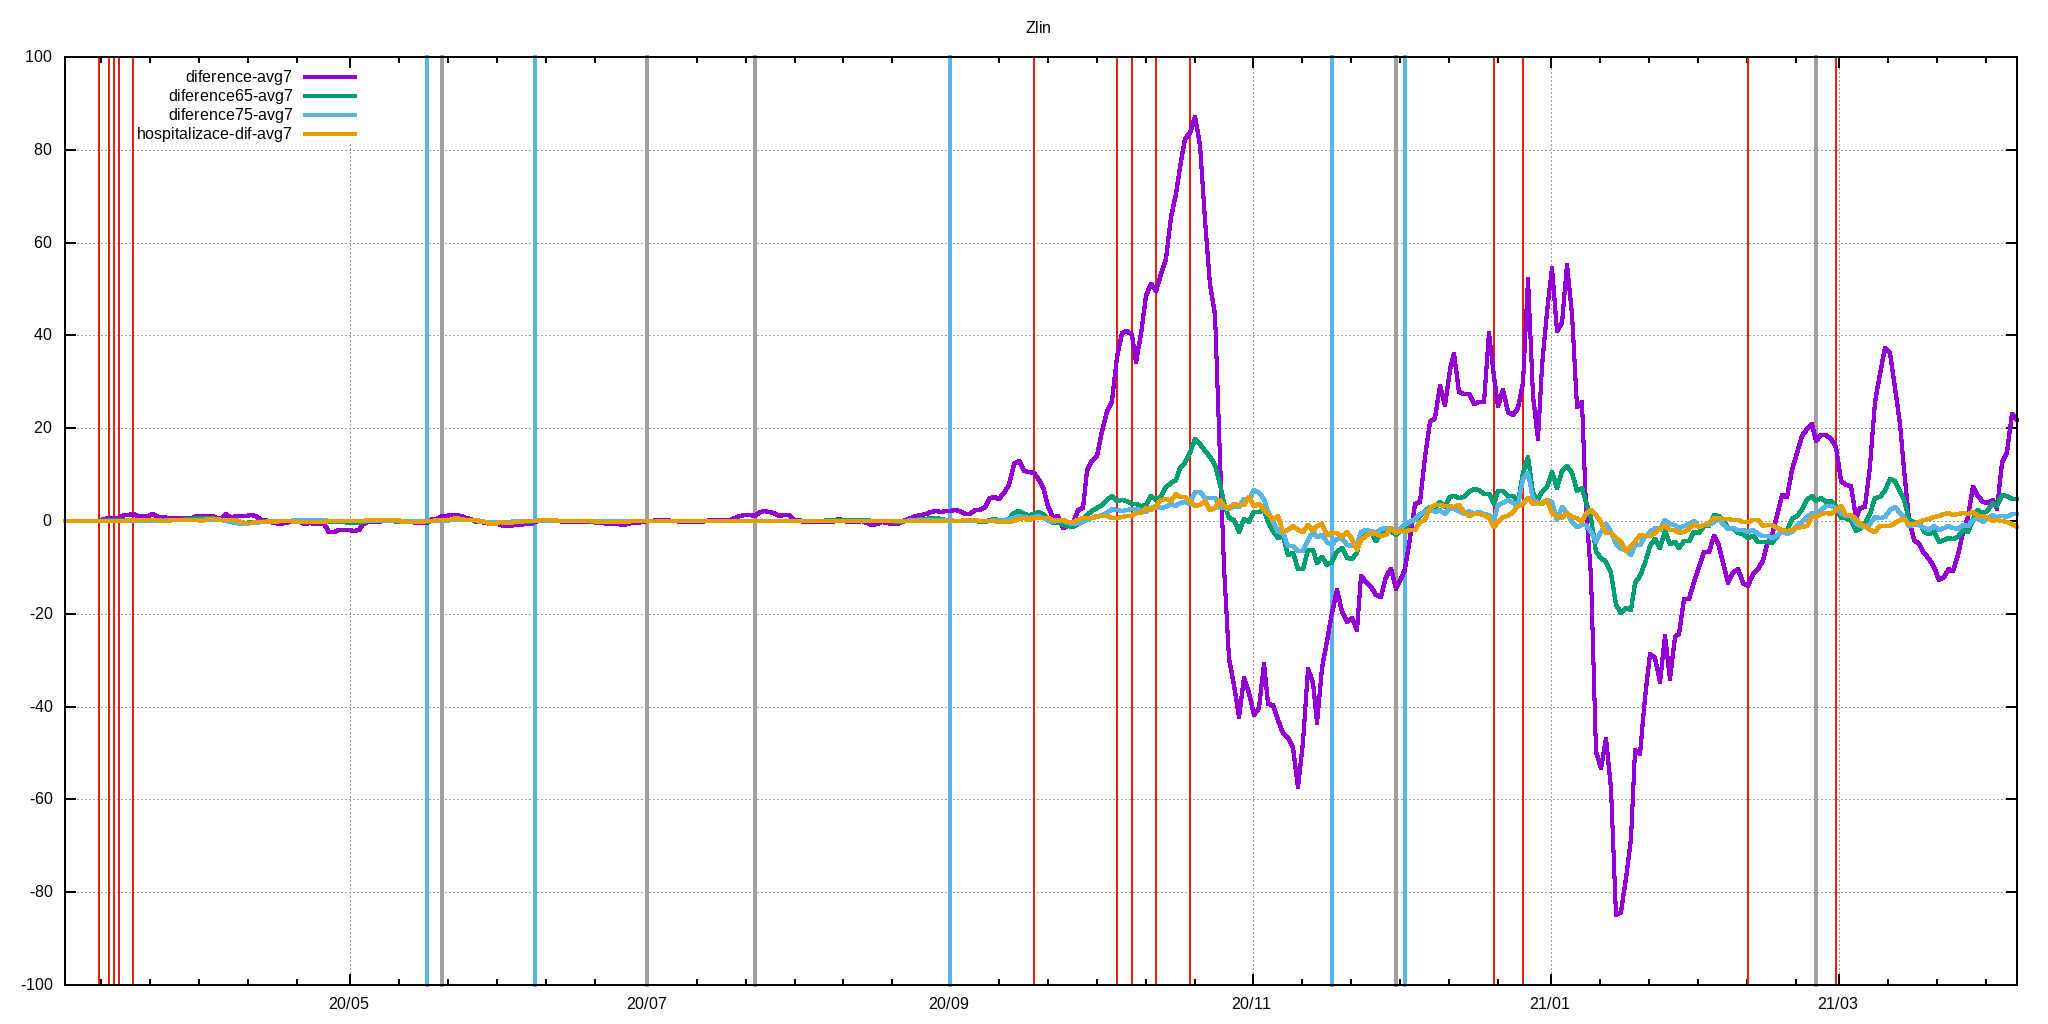 Zlin
100
diference-avg7
diference65-avg7
diference75-avg7
hospitalizace-dif-avg7
80
60
40
20
0
-20
-40
-60
-80
-100
20/05 20/07 20/09 20/11 21/01 21/03